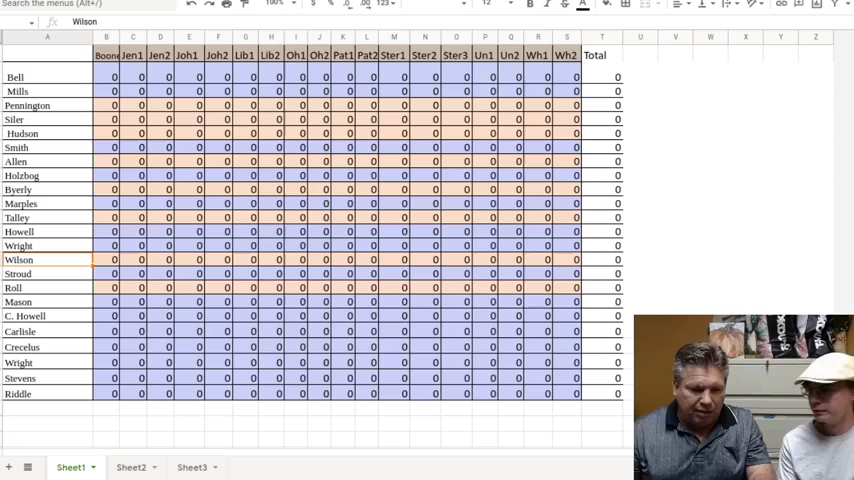 Search the menus (Alt+/) 100% $ % .0 .00 123 12 A
fx Wilson
A B C D E F G H I J K L M N O P Q R S T U V W X Y Z
Boone Jen1 Jen2 Joh1 Joh2 Lib1 Lib2 Oh1 Oh2 Pat1 Pat2 Ster1 Ster2 Ster3 Un1 Un2 Wh1 Wh2 Total
Bell 0 0 0 0 0 0 0 0 0 0 0 0 0 0 0 0 0 0 0
Mills 0 0 0 0 0 0 0 0 0 0 0 0 0 0 0 0 0 0 0
Pennington 0 0 0 0 0 0 0 0 0 0 0 0 0 0 0 0 0 0 0
Siler 0 0 0 0 0 0 0 0 0 0 0 0 0 0 0 0 0 0 0
Hudson 0 0 0 0 0 0 0 0 0 0 0 0 0 0 0 0 0 0 0
Smith 0 0 0 0 0 0 0 0 0 0 0 0 0 0 0 0 0 0 0
Allen 0 0 0 0 0 0 0 0 0 0 0 0 0 0 0 0 0 0 0
Holzbog 0 0 0 0 0 0 0 0 0 0 0 0 0 0 0 0 0 0 0
Byerly 0 0 0 0 0 0 0 0 0 0 0 0 0 0 0 0 0 0 0
Marples 0 0 0 0 0 0 0 0 0 0 0 0 0 0 0 0 0 0 0
Talley 0 0 0 0 0 0 0 0 0 0 0 0 0 0 0 0 0 0 0
Howell 0 0 0 0 0 0 0 0 0 0 0 0 0 0 0 0 0 0 0
Wright 0 0 0 0 0 0 0 0 0 0 0 0 0 0 0 0 0 0 0
Wilson 0 0 0 0 0 0 0 0 0 0 0 0 0 0 0 0 0 0 0
Stroud 0 0 0 0 0 0 0 0 0 0 0 0 0 0 0 0 0 0 0
Roll 0 0 0 0 0 0 0 0 0 0 0 0 0 0 0 0 0 0 0
Mason 0 0 0 0 0 0 0 0 0 0 0 0 0 0 0 0 0 0 0
C. Howell 0 0 0 0 0 0 0 0 0 0 0 0 0 0 0 0 0 0 0
Carlisle 0 0 0 0 0 0 0 0 0 0 0 0 0 0 0 0 0 0 0
Crecelus 0 0 0 0 0 0 0 0 0 0 0 0 0 0 0 0 0 0 0
Wright 0 0 0 0 0 0 0 0 0 0 0 0 0 0 0 0 0 0 0
Stevens 0 0 0 0 0 0 0 0 0 0 0 0 0 0 0 0 0 0 0
Riddle 0 0 0 0 0 0 0 0 0 0 0 0 0 0 0 0 0 0 0
Sheet1 Sheet2 Sheet3